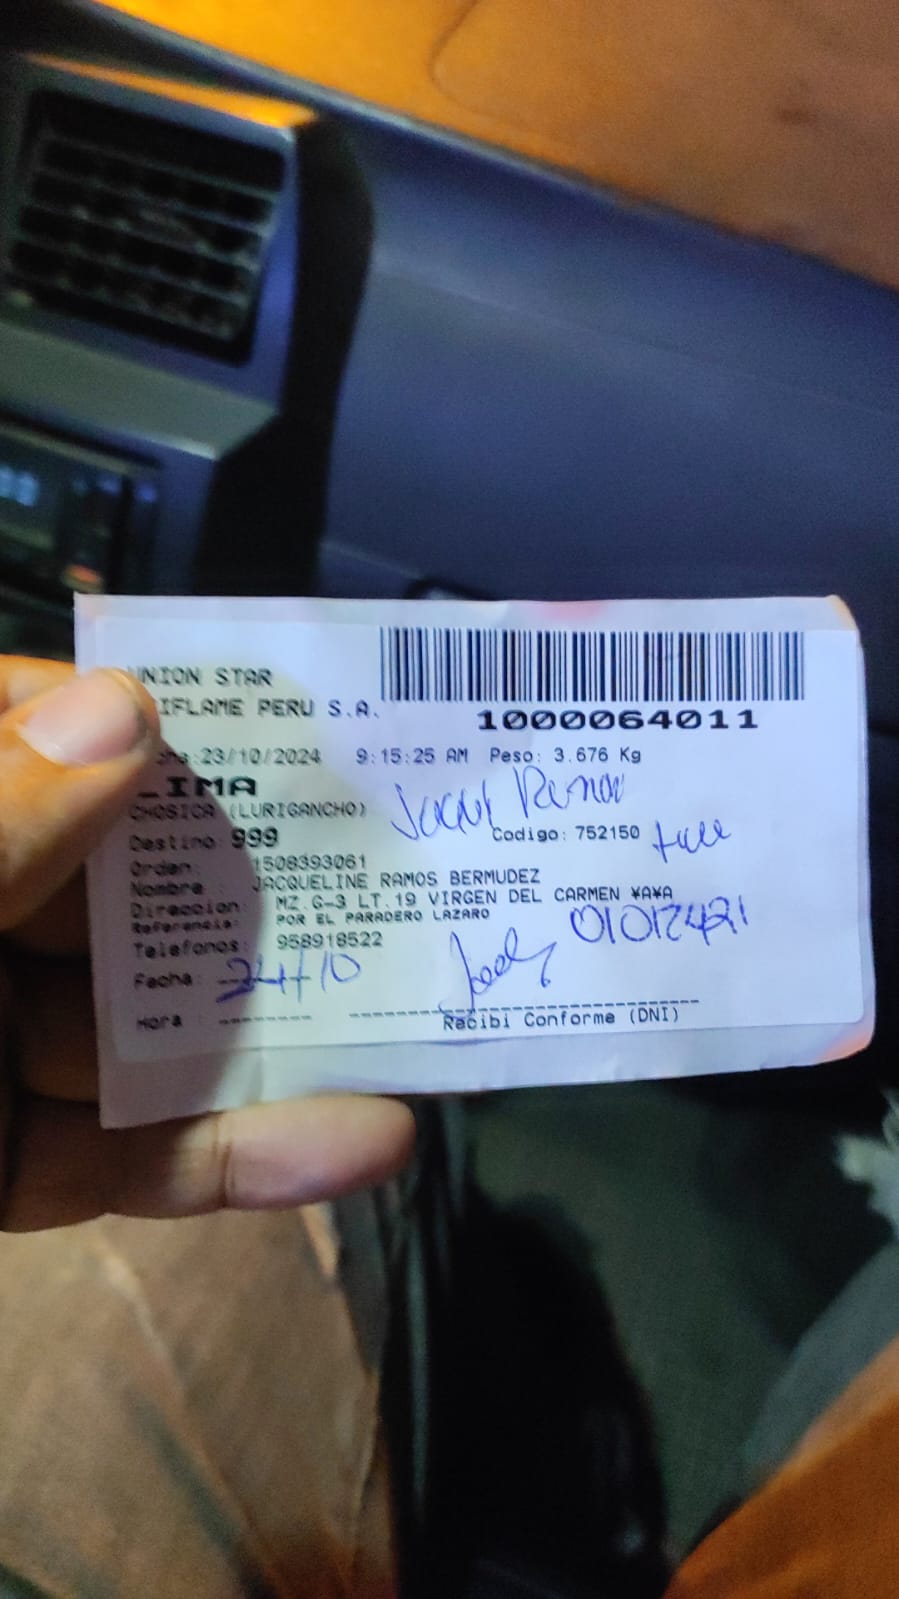 UNION STAR
IFLAME PERU S.A.
1000064011
:23/10/2024 9:15:25 AM Peso: 3.676 Kg
LIMA
CHOSICA (LURIGANCHO)
Destino: 999 Codigo: 752150
Orden: 1508393061
Nombre : JACQUELINE RAMOS BERMUDEZ
Direccion: MZ.G-3 LT.19 VIRGEN DEL CARMEN ¥A¥A
Referencia: POR EL PARADERO LAZARO
Telefonos: 958918522
Fecha: 24/10
Hora : --------
Recibi Conforme (DNI)